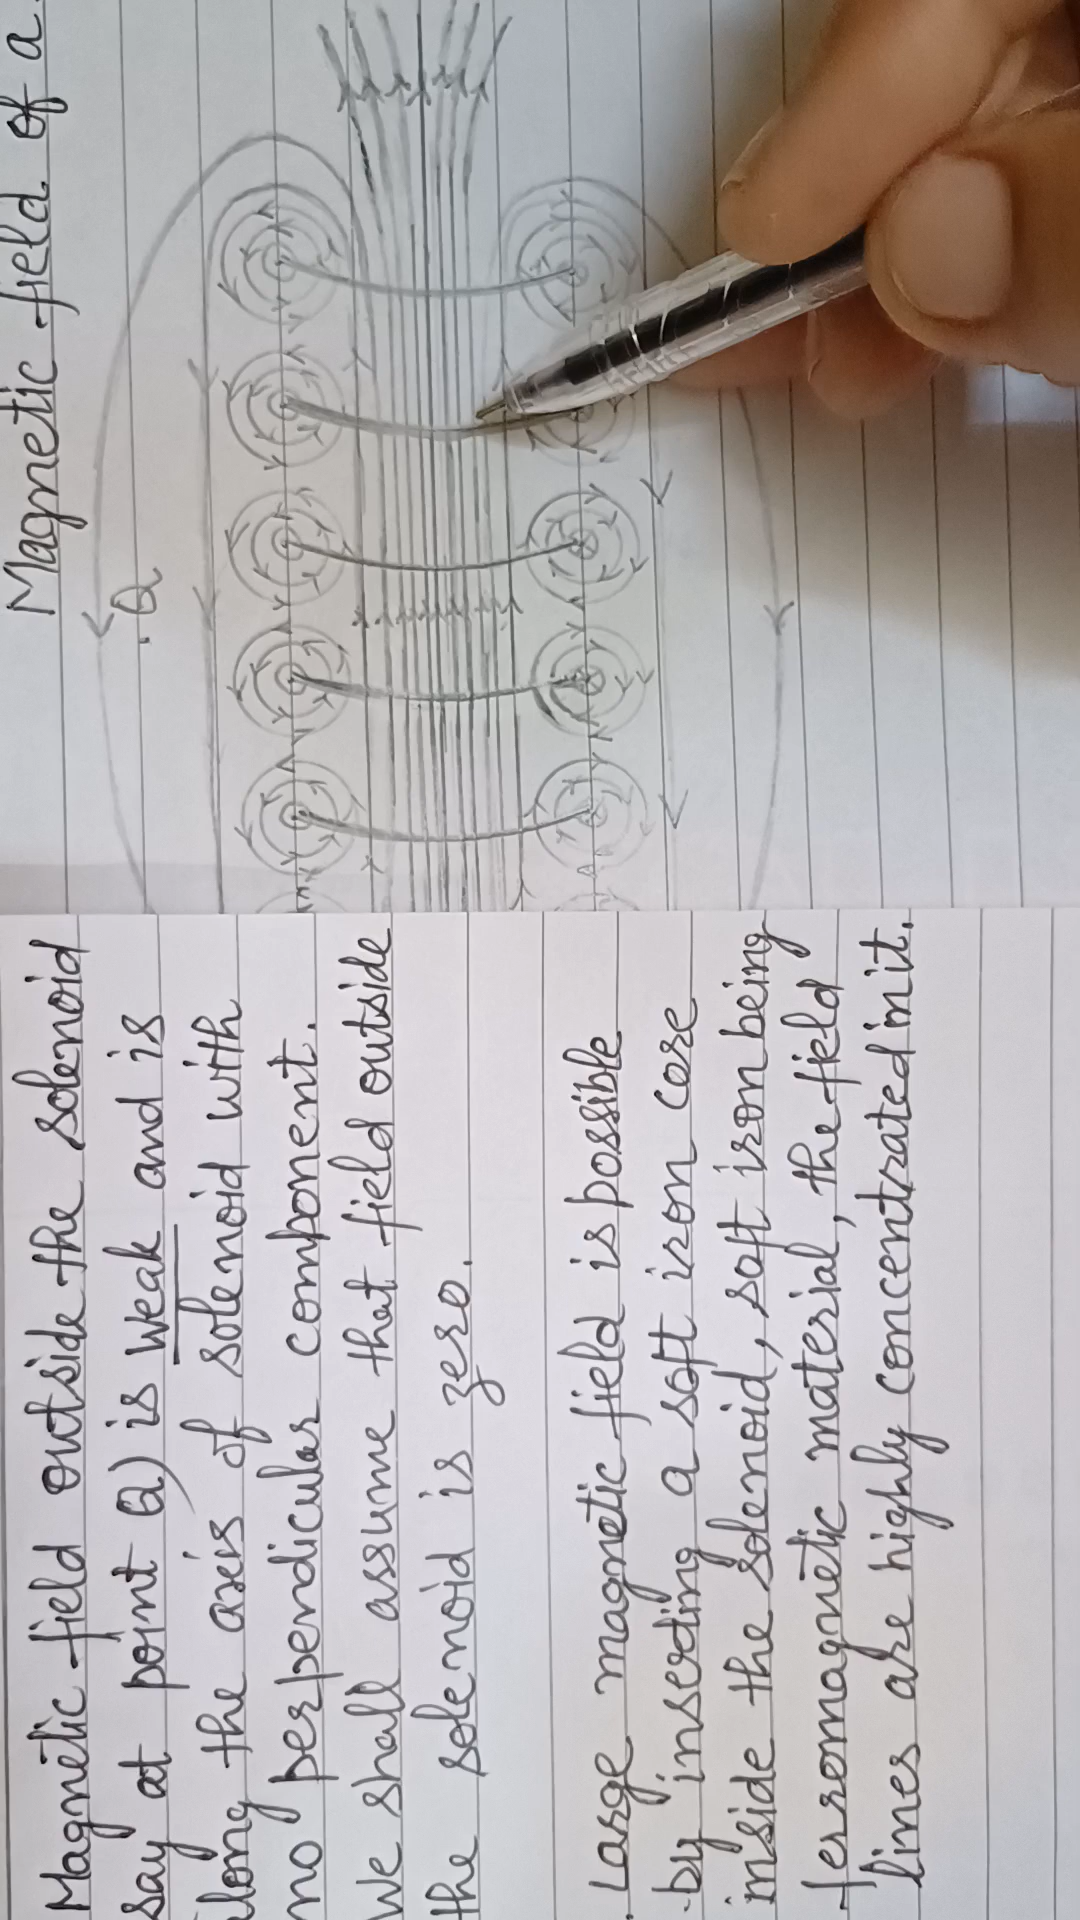 Magnetic field of a
.Q
Magnetic field outside the solenoid
say at point Q) is weak and is
along the axis of solenoid with
no perpendicular component.
We shall assume that field outside
the solenoid is zero.
. Large magnetic field is possible
by inserting a soft iron core
inside the solenoid, soft iron being
ferromagnetic material, the field
lines are highly concentrated in it.